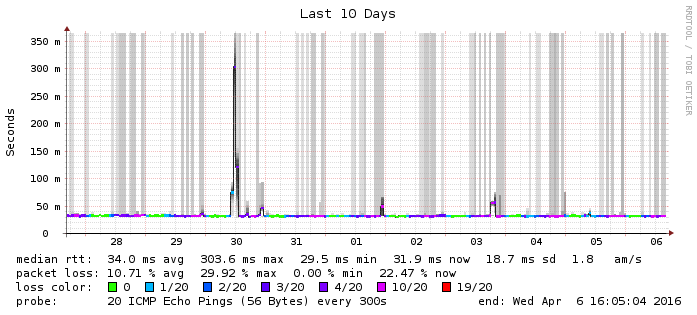 Last 10 Days
RRDTOOL / TOBI OETIKER
Seconds
350 m
300 m
250 m
200 m
150 m
100 m
50 m
0
28 29 30 31 01 02 03 04 05 06
median rtt: 34.0 ms avg 303.6 ms max 29.5 ms min 31.9 ms now 18.7 ms sd 1.8 am/s
packet loss: 10.71 % avg 29.92 % max 0.00 % min 22.47 % now
loss color: 0 1/20 2/20 3/20 4/20 10/20 19/20
probe: 20 ICMP Echo Pings (56 Bytes) every 300s end: Wed Apr 6 16:05:04 2016